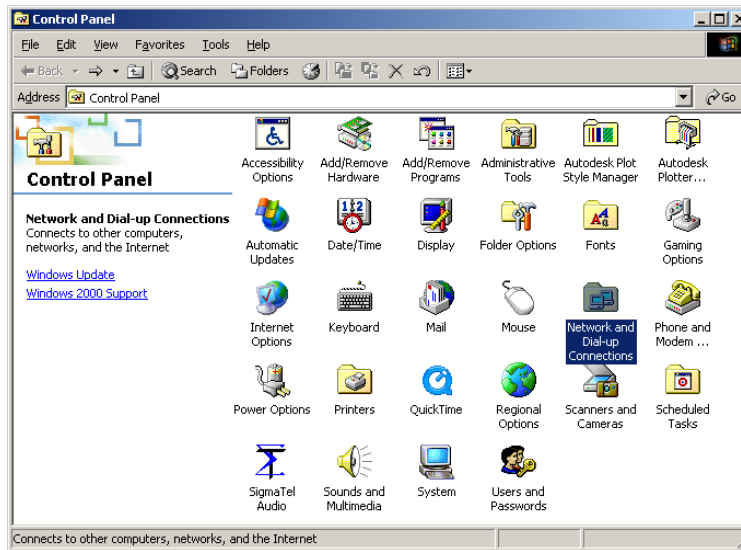 Control Panel
File Edit View Favorites Tools Help
Back Search Folders
Address Control Panel Go
Control Panel
Network and Dial-up Connections
Connects to other computers,
networks, and the Internet
Windows Update
Windows 2000 Support
Accessibility
Options
Add/Remove
Hardware
Add/Remove
Programs
Administrative
Tools
Autodesk Plot
Style Manager
Autodesk
Plotter...
Automatic
Updates
Date/Time
Display
Folder Options
Fonts
Gaming
Options
Internet
Options
Keyboard
Mail
Mouse
Network and
Dial-up
Connections
Phone and
Modem ...
Power Options
Printers
QuickTime
Regional
Options
Scanners and
Cameras
Scheduled
Tasks
SigmaTel
Audio
Sounds and
Multimedia
System
Users and
Passwords
Connects to other computers, networks, and the Internet